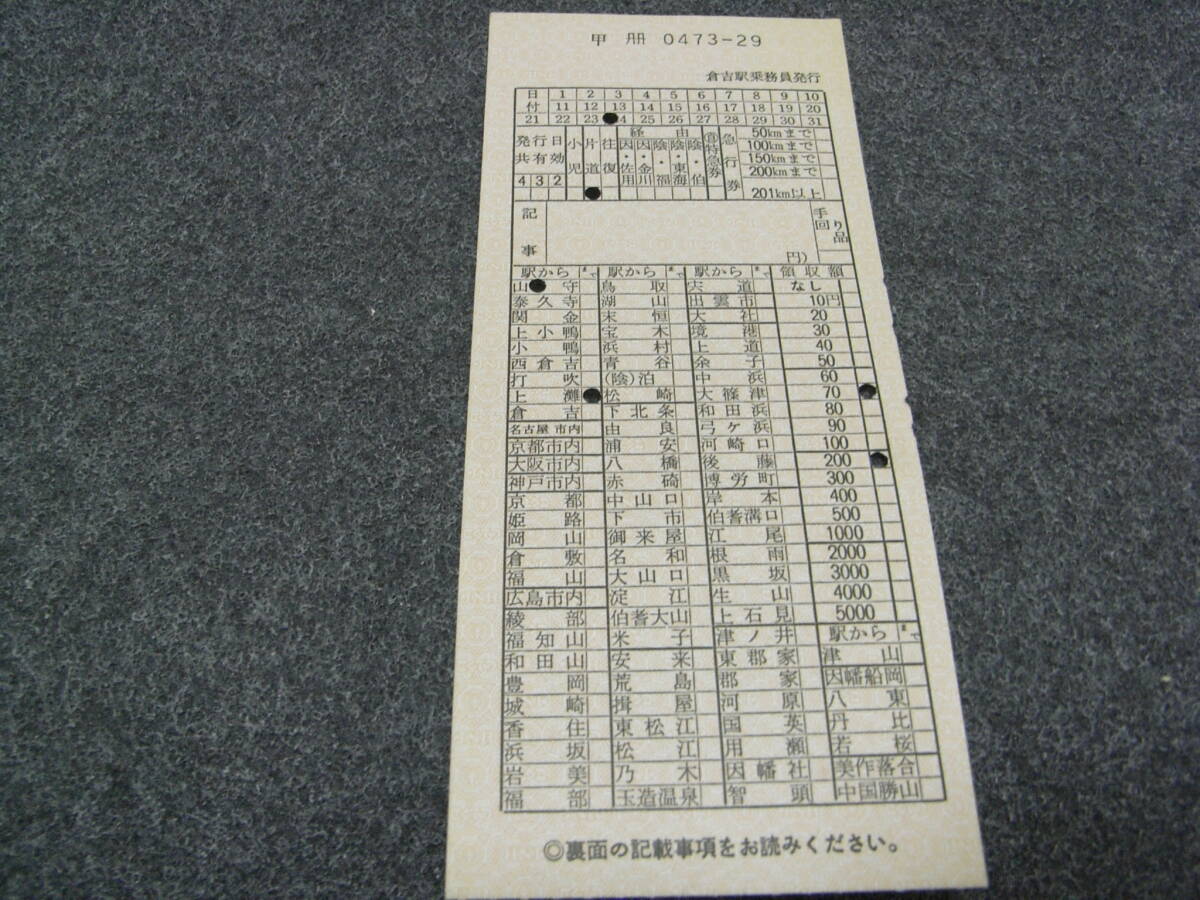 甲 册 0473-29
倉吉駅乗務員発行
日 1 2 3 4 5 6 7 8 9 10
付 11 12 13 14 15 16 17 18 19 20
21 22 23 4 25 26 27 28 29 30 31
発行日共有効 432 小児 片道 往復 経由 因・佐用 因・金川 陰・福 陰・東海 陰・伯 特急券 急行券
50kmまで
100kmまで
150kmまで
200kmまで
201km以上
記事 円) 手回り品
駅から まで 駅から まで 駅から まで 領収額
山 守 鳥取 宍道 なし
泰久寺 湖山 出雲市 10円
関金 末恒 大社 20
上小鴨 宝木 境港 30
小鴨 浜村 上道 40
西倉吉 青谷 余子 50
打吹 (陰)泊 中浜 60
上灘 松崎 大篠津 70
倉吉 下北条 和田浜 80
名古屋市内 由良 弓ヶ浜 90
京都市内 浦安 河崎口 100
大阪市内 八橋 後藤 200
神戸市内 赤碕 博労町 300
京都 中山口 岸本 400
姫路 下市 伯耆溝口 500
岡山 御来屋 江尾 1000
倉敷 名和 根雨 2000
福山 大山口 黒坂 3000
広島市内 淀江 生山 4000
綾部 伯耆大山 上石見 5000
福知山 米子 津ノ井 駅から まで
和田山 安来 東郡家 津山
豊岡 荒島 郡家 因幡船岡
城崎 揖屋 河原 八東
香住 東松江 国英 丹比
浜坂 松江 用瀬 若桜
岩美 乃木 因幡社 美作落合
福部 玉造温泉 智頭 中国勝山
◎裏面の記載事項をお読みください。